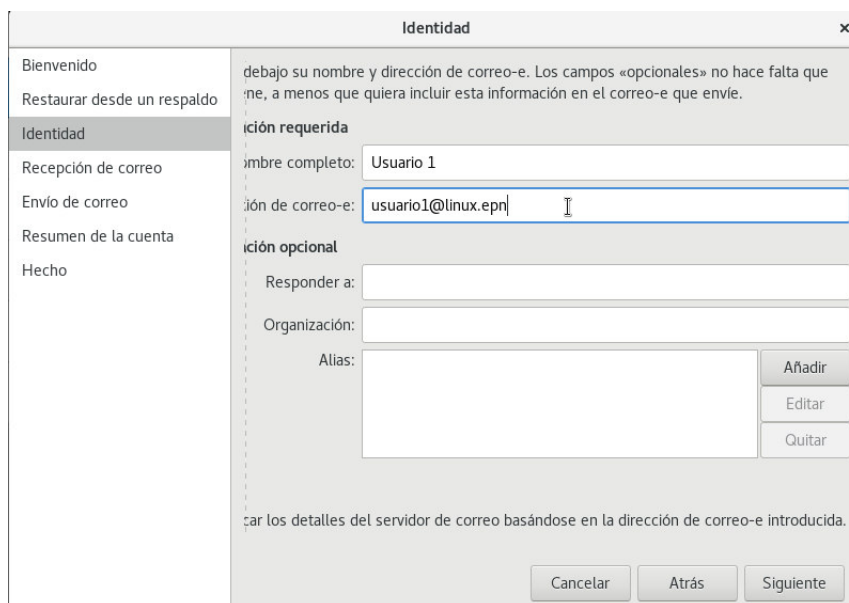 Identidad
×
Bienvenido
Restaurar desde un respaldo
Identidad
Recepción de correo
Envío de correo
Resumen de la cuenta
Hecho
debajo su nombre y dirección de correo-e. Los campos «opcionales» no hace falta que
ne, a menos que quiera incluir esta información en el correo-e que envíe.
ción requerida
ombre completo: Usuario 1
ción de correo-e: usuario1@linux.epn
ción opcional
Responder a:
Organización:
Alias:
Añadir
Editar
Quitar
car los detalles del servidor de correo basándose en la dirección de correo-e introducida.
Cancelar Atrás Siguiente